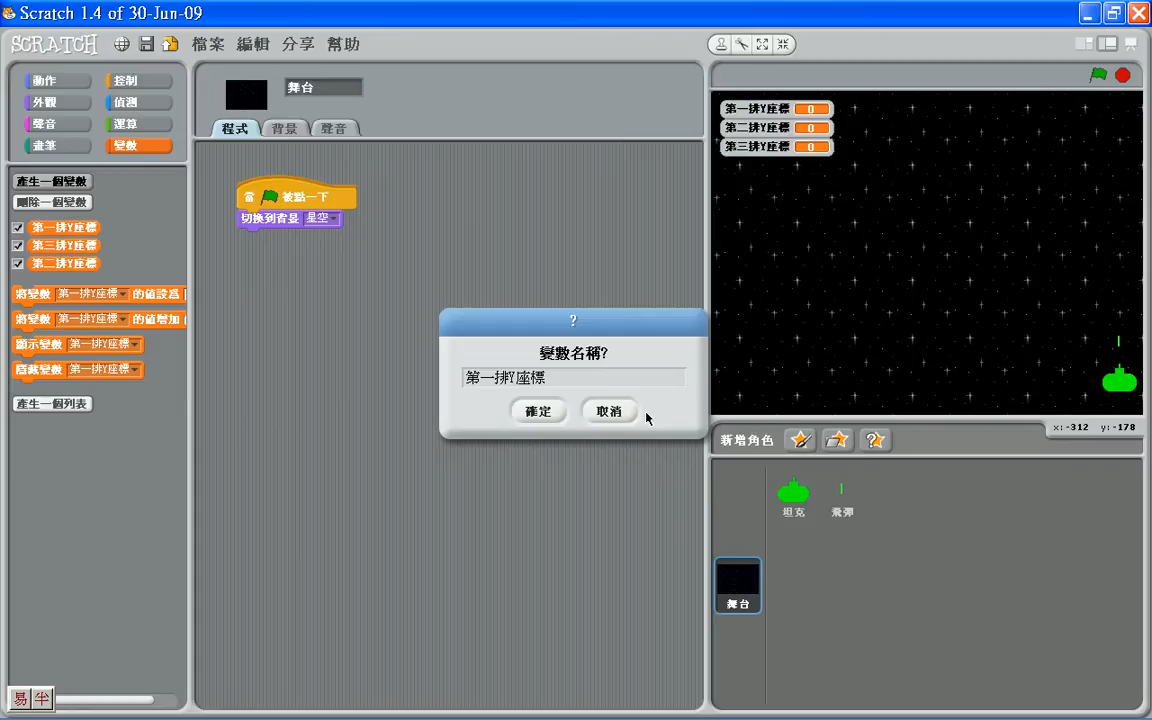 Scratch 1.4 of 30-Jun-09
SCRATCH 檔案 編輯 分享 幫助
動作 控制
外觀 偵測
聲音 運算
畫筆 變數
舞台
程式 背景 聲音
產生一個變數
刪除一個變數
第一排Y座標
第三排Y座標
第二排Y座標
將變數 第一排Y座標 的值設為
將變數 第一排Y座標 的值增加
顯示變數 第一排Y座標
隱藏變數 第一排Y座標
產生一個列表
當 被點一下
切換到背景 星空
?
變數名稱?
第一排Y座標
確定 取消
第一排Y座標 0
第二排Y座標 0
第三排Y座標 0
x: -312 y: -178
新增角色
坦克 飛彈
舞台
易 半